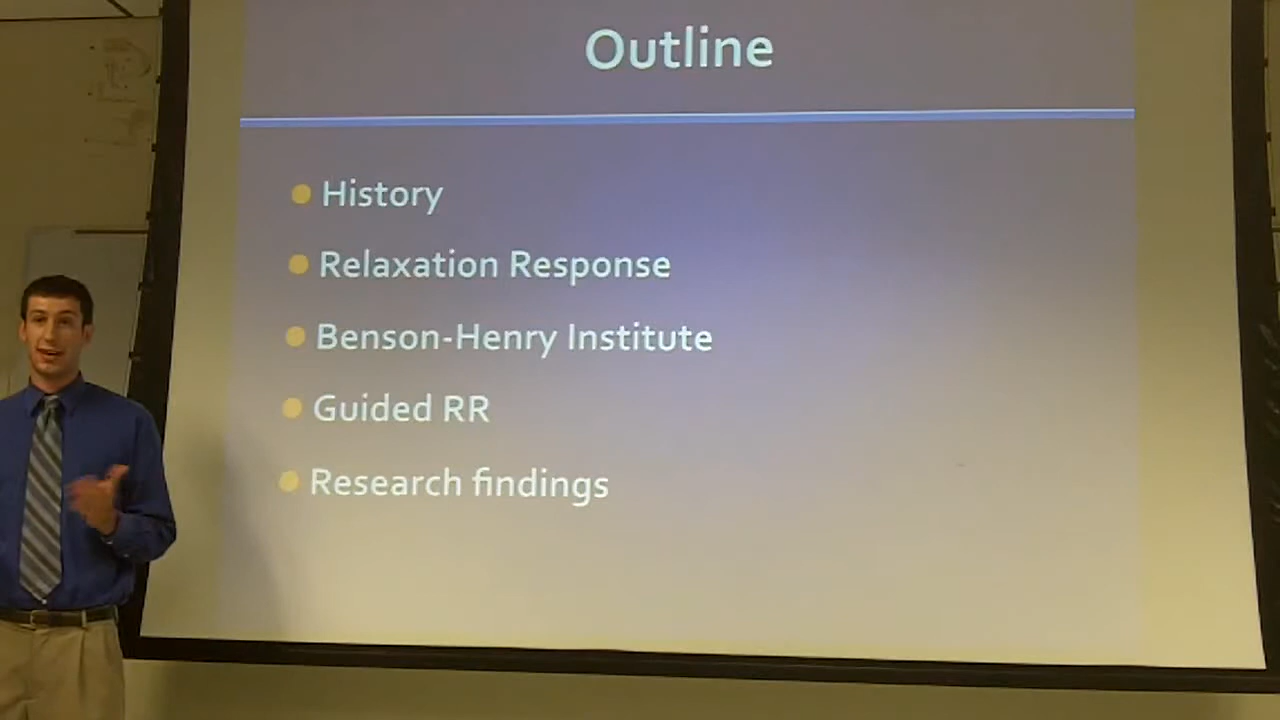 Outline
History
Relaxation Response
Benson-Henry Institute
Guided RR
Research findings